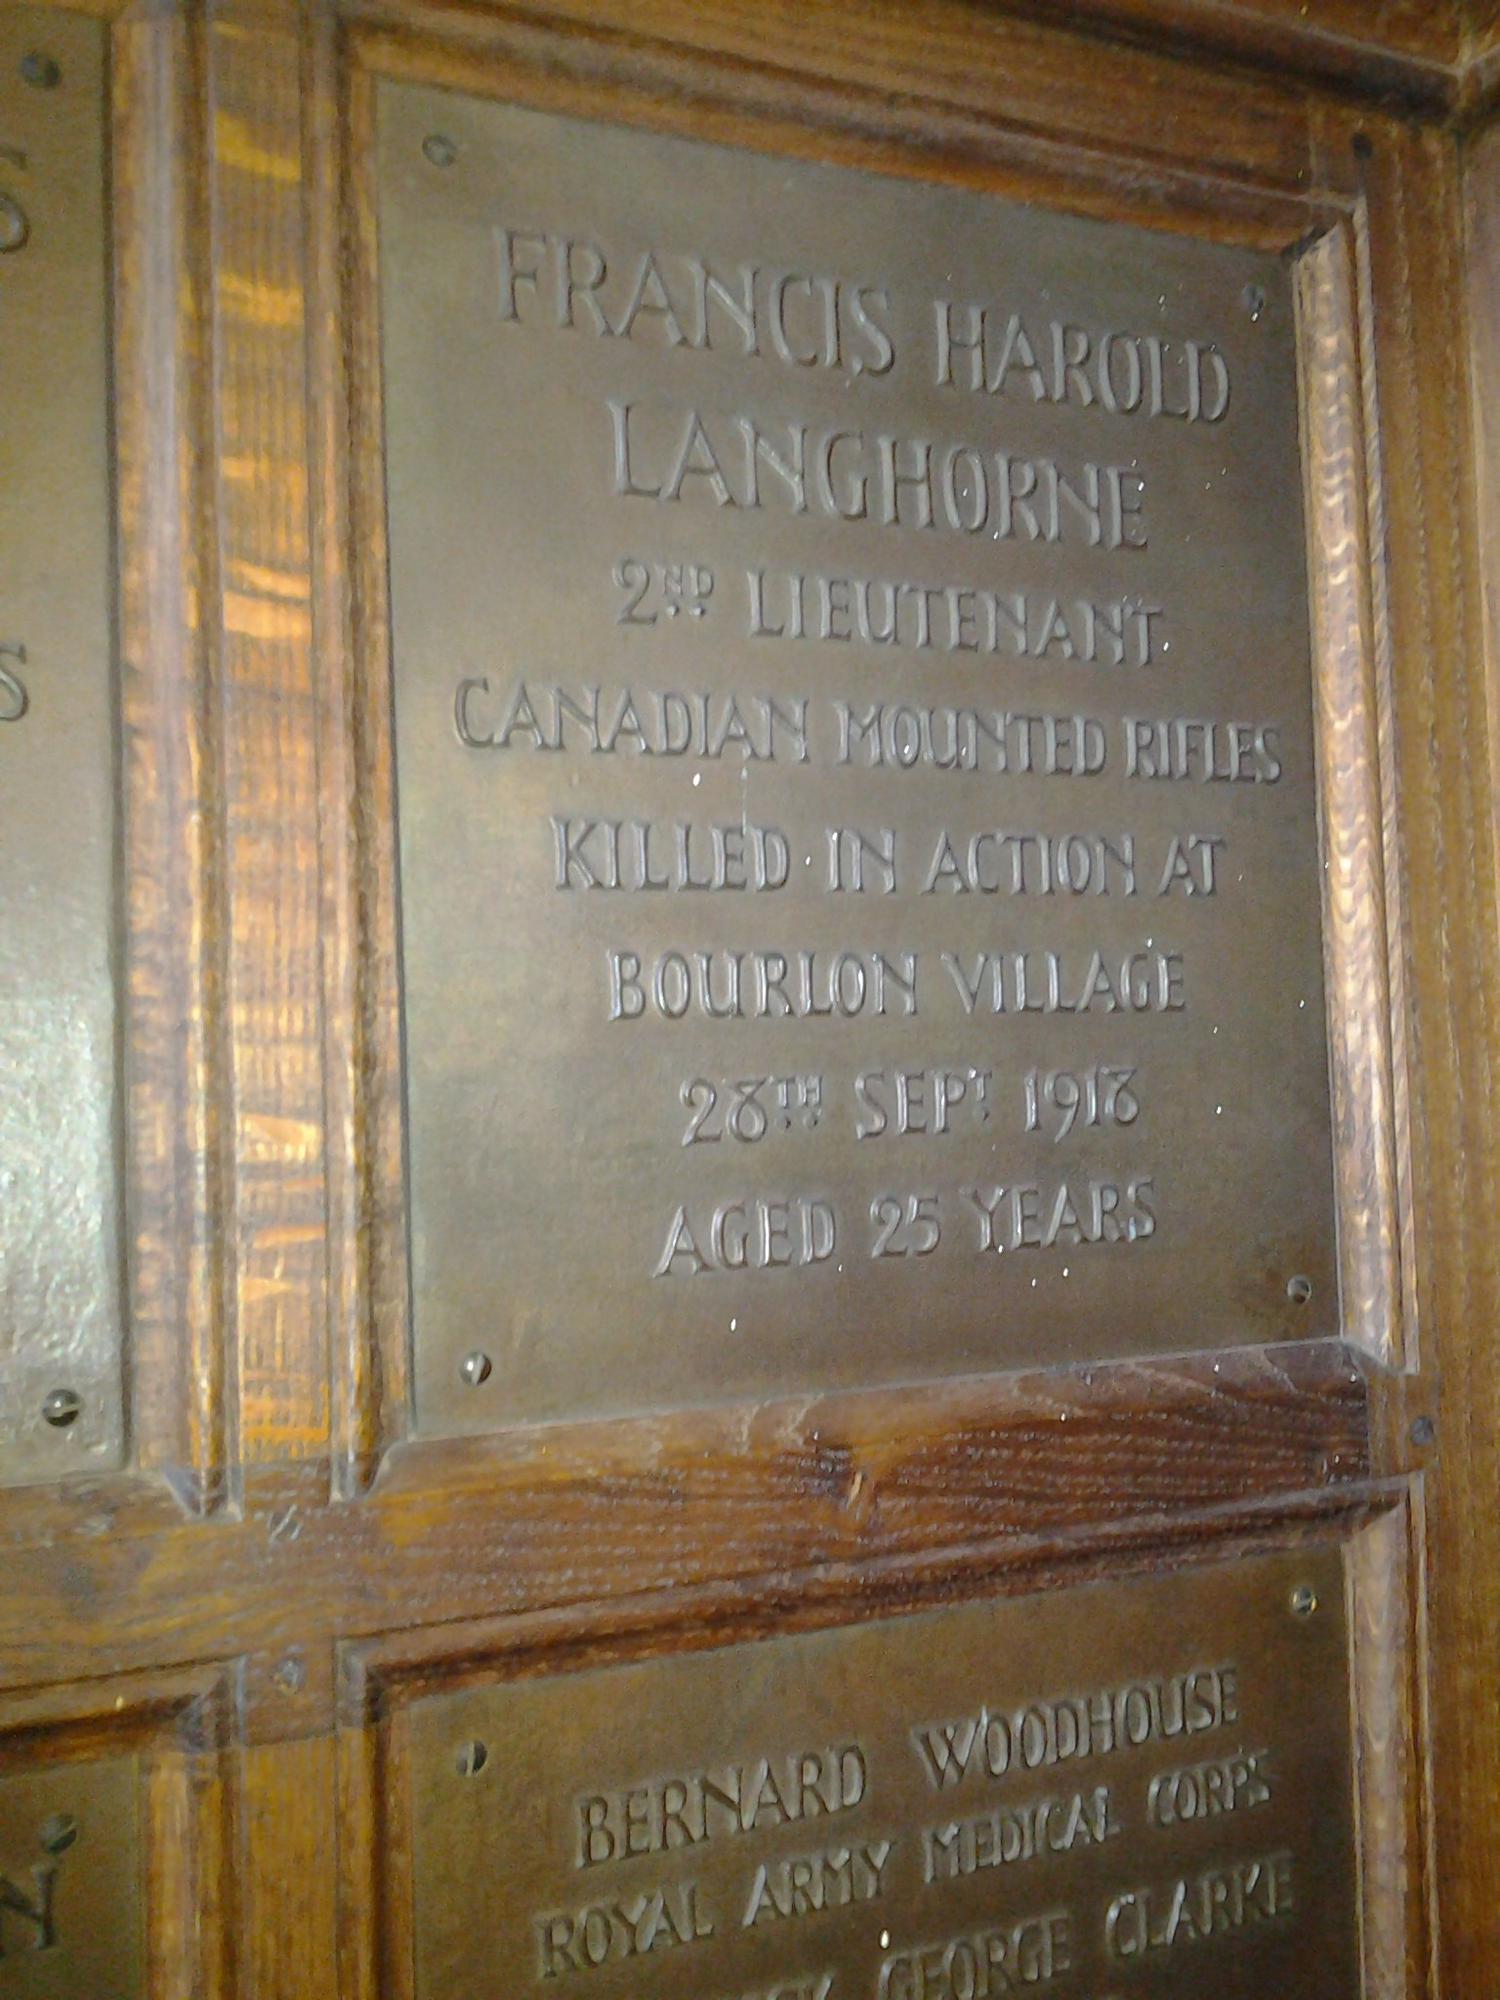 FRANCIS HAROLD
LANGHORNE
2ND LIEUTENANT
CANADIAN MOUNTED RIFLES
KILLED IN ACTION AT
BOURLON VILLAGE
28TH SEPT 1918
AGED 25 YEARS
BERNARD WOODHOUSE
ROYAL ARMY MEDICAL CORPS
GEORGE CLARKE